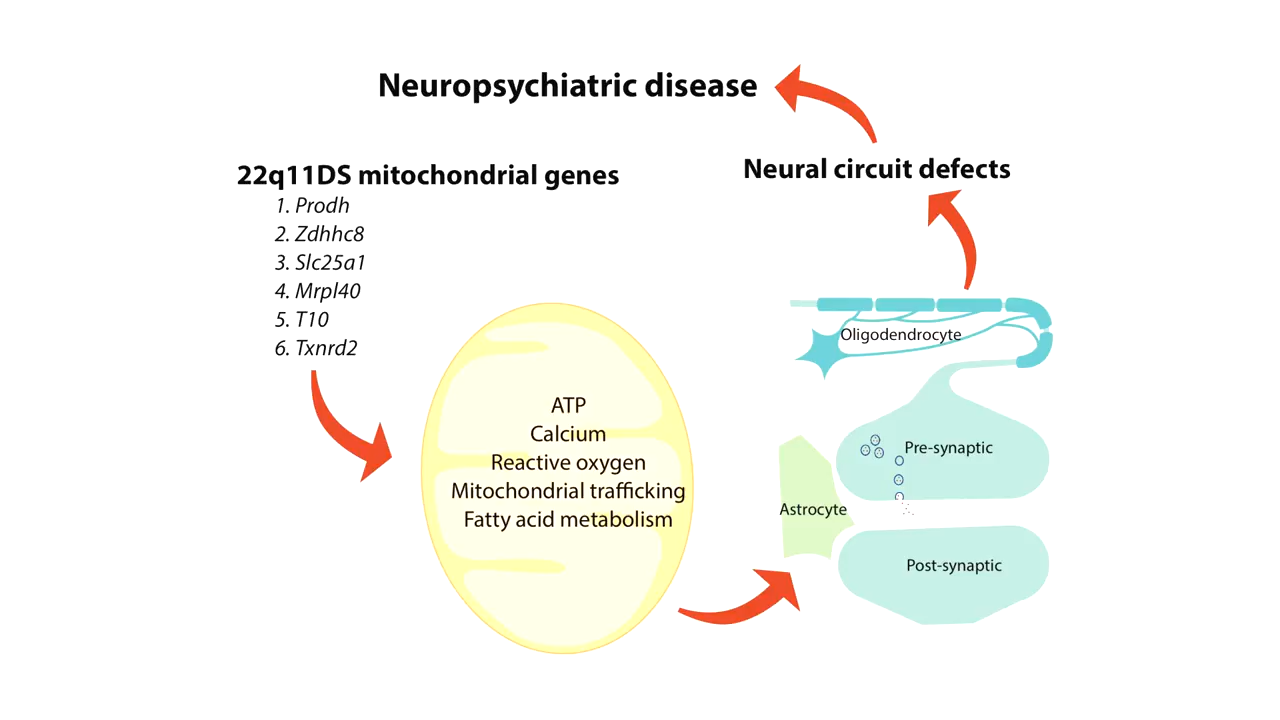 Neuropsychiatric disease
22q11DS mitochondrial genes
1. Prodh
2. Zdhhc8
3. Slc25a1
4. Mrpl40
5. T10
6. Txnrd2
ATP
Calcium
Reactive oxygen
Mitochondrial trafficking
Fatty acid metabolism
Neural circuit defects
Oligodendrocyte
Pre-synaptic
Astrocyte
Post-synaptic